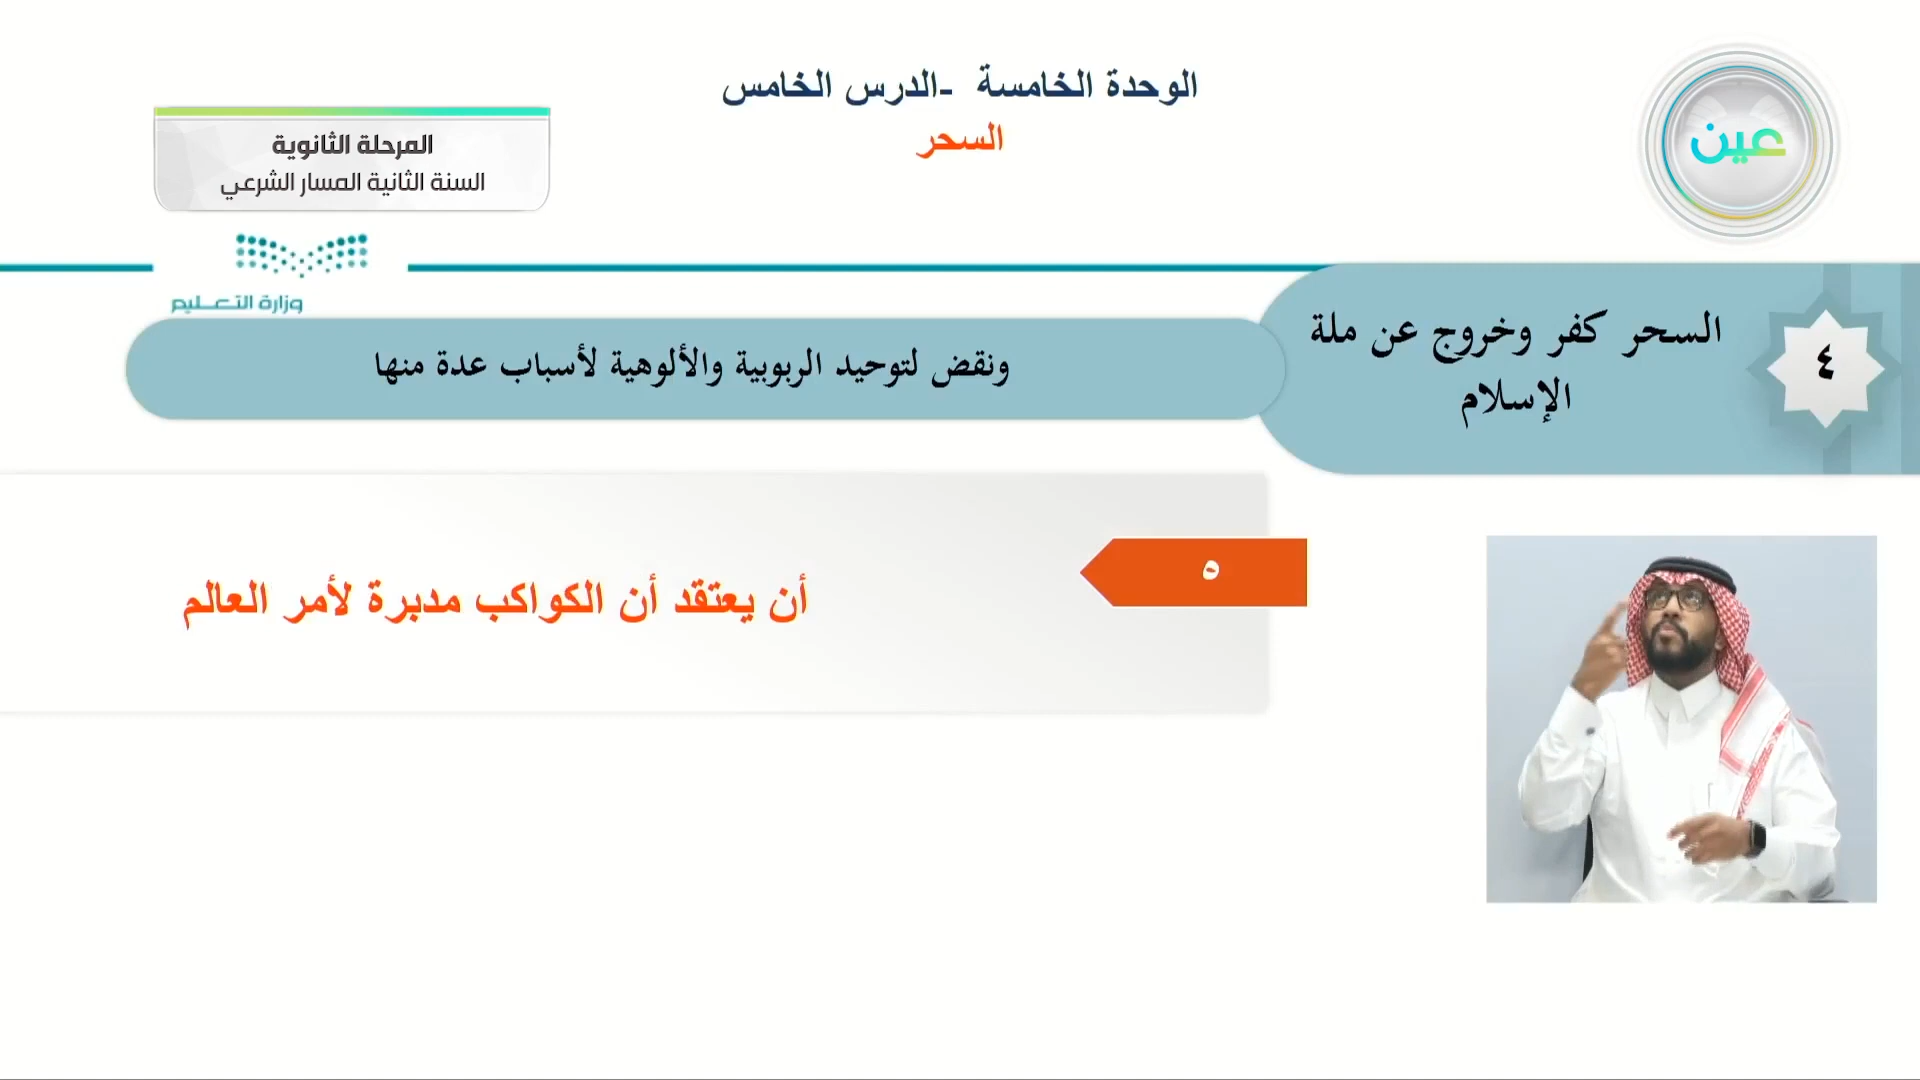 الوحدة الخامسة -الدرس الخامس
السحر
عين
المرحلة الثانوية
السنة الثانية المسار الشرعي
وزارة التعليم
٤
السحر كفر وخروج عن ملة
الإسلام
ونقض لتوحيد الربوبية والألوهية لأسباب عدة منها
٥
أن يعتقد أن الكواكب مدبرة لأمر العالم